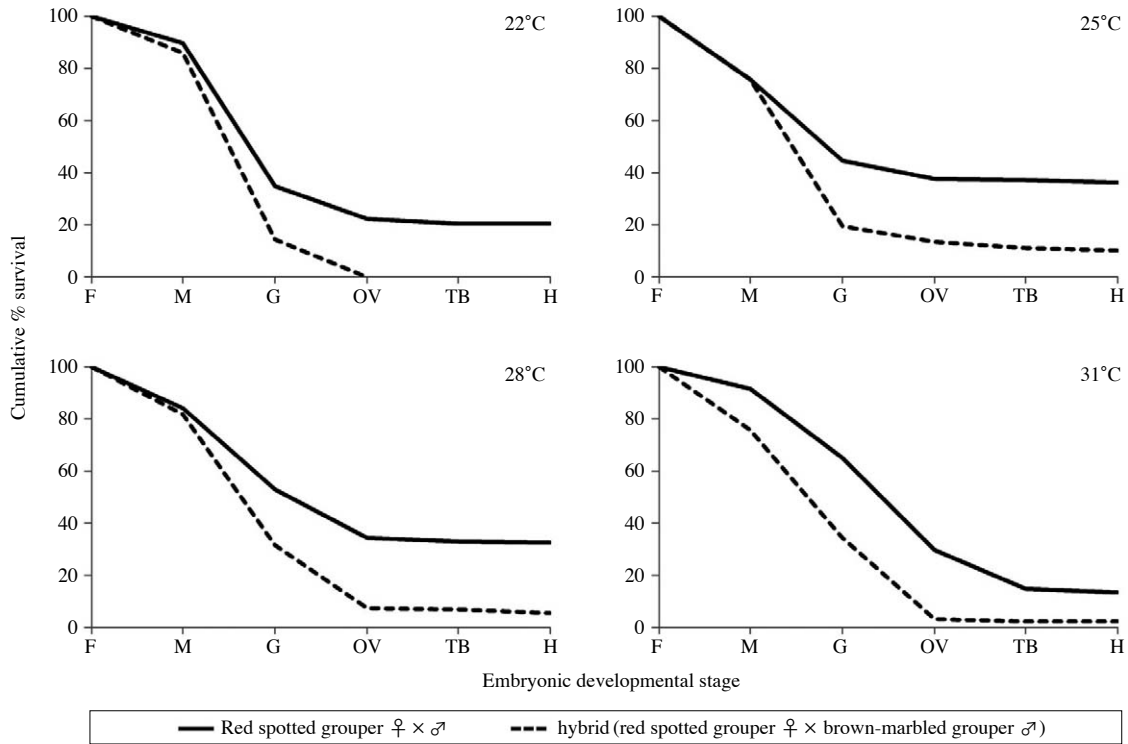 22°C
100
80
60
40
20
0
F M G OV TB H
25°C
100
80
60
40
20
0
F M G OV TB H
28°C
100
80
60
40
20
0
F M G OV TB H
31°C
100
80
60
40
20
0
F M G OV TB H
Cumulative % survival
Embryonic developmental stage
Red spotted grouper ♀ × ♂
hybrid (red spotted grouper ♀ × brown-marbled grouper ♂)